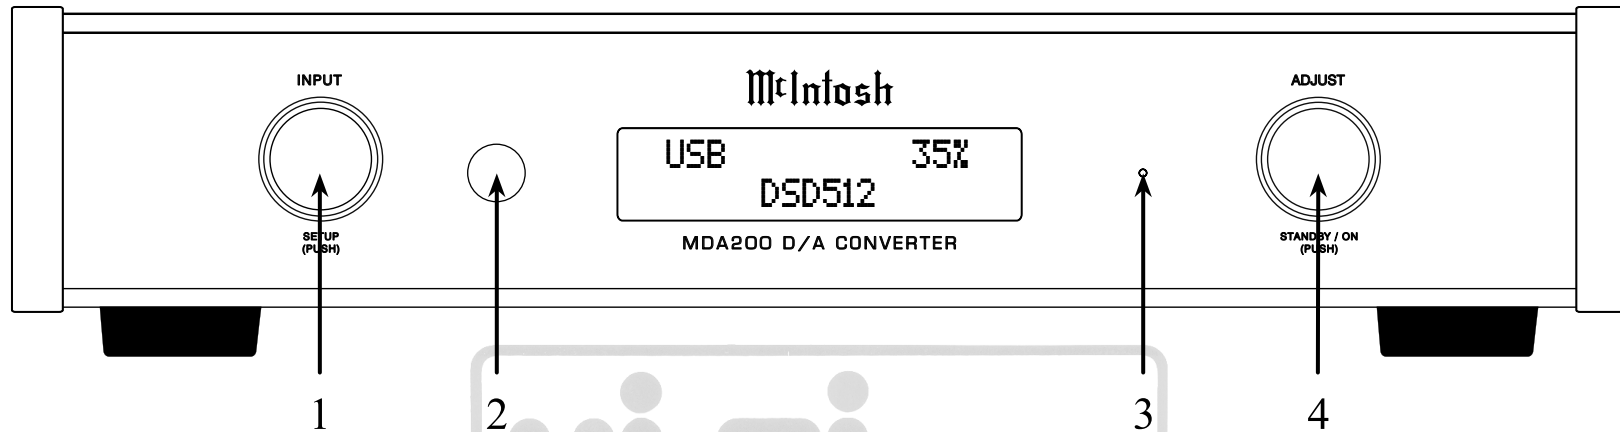 INPUT
McIntosh
ADJUST
USB 35%
DSD512
SETUP
(PUSH)
MDA200 D/A CONVERTER
STANDBY / ON
(PUSH)
1 2 3 4